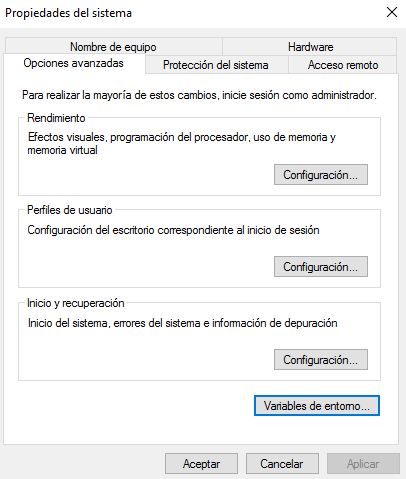 Propiedades del sistema
Nombre de equipo
Hardware
Opciones avanzadas
Protección del sistema
Acceso remoto
Para realizar la mayoría de estos cambios, inicie sesión como administrador.
Rendimiento
Efectos visuales, programación del procesador, uso de memoria y
memoria virtual
Configuración...
Perfiles de usuario
Configuración del escritorio correspondiente al inicio de sesión
Configuración...
Inicio y recuperación
Inicio del sistema, errores del sistema e información de depuración
Configuración...
Variables de entorno...
Aceptar
Cancelar
Aplicar